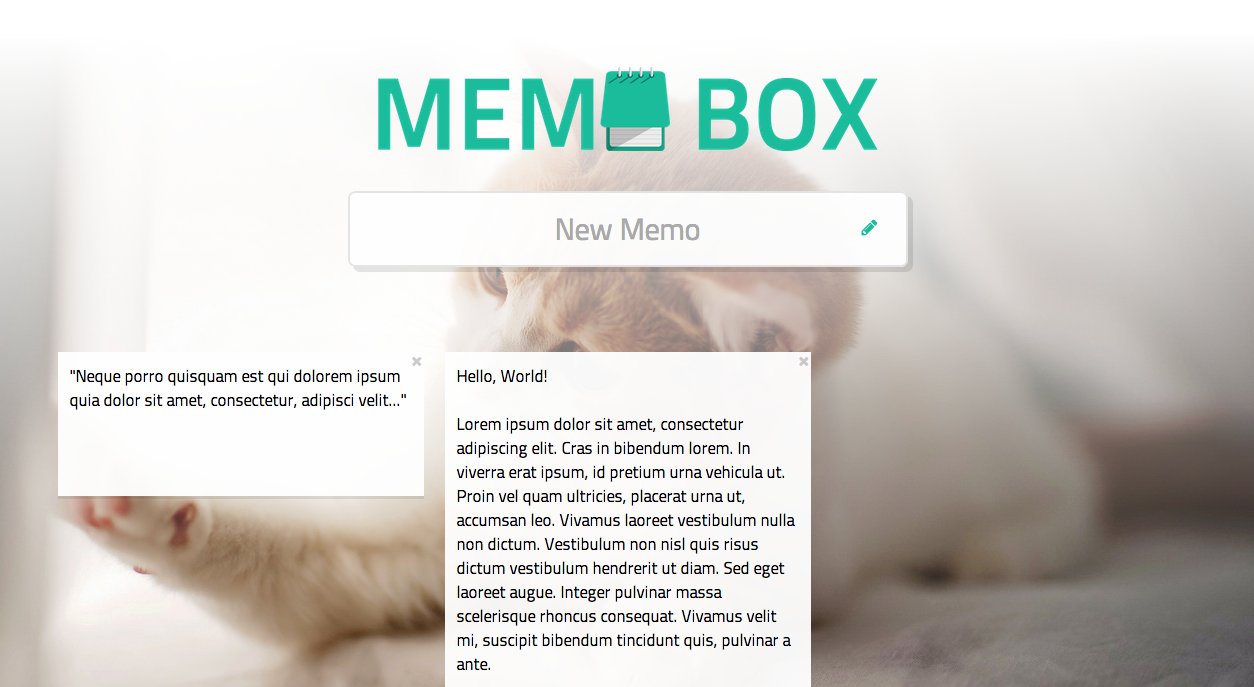 MEMO BOX
New Memo
"Neque porro quisquam est qui dolorem ipsum
quia dolor sit amet, consectetur, adipisci velit..."
Hello, World!
Lorem ipsum dolor sit amet, consectetur
adipiscing elit. Cras in bibendum lorem. In
viverra erat ipsum, id pretium urna vehicula ut.
Proin vel quam ultricies, placerat urna ut,
accumsan leo. Vivamus laoreet vestibulum nulla
non dictum. Vestibulum non nisl quis risus
dictum vestibulum hendrerit ut diam. Sed eget
laoreet augue. Integer pulvinar massa
scelerisque rhoncus consequat. Vivamus velit
mi, suscipit bibendum tincidunt quis, pulvinar a
ante.